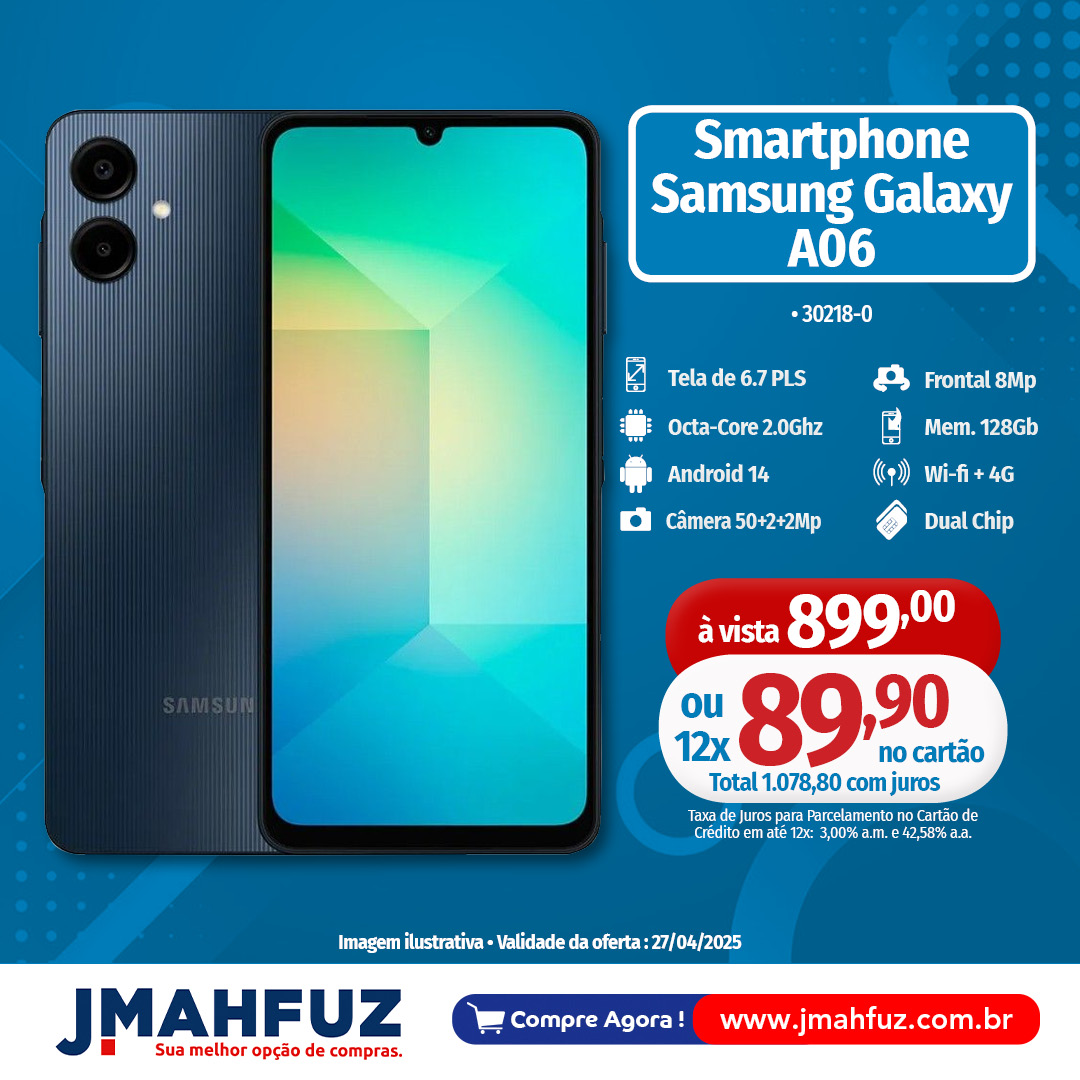 Smartphone
Samsung Galaxy
A06
• 30218-0
Tela de 6.7 PLS
Octa-Core 2.0Ghz
Android 14
Câmera 50+2+2Mp
Frontal 8Mp
Mem. 128Gb
Wi-fi + 4G
Dual Chip
SAMSUN
à vista 899,00
ou 12x 89,90 no cartão
Total 1.078,80 com juros
Taxa de Juros para Parcelamento no Cartão de
Crédito em até 12x: 3,00% a.m. e 42,58% a.a.
Imagem ilustrativa • Validade da oferta : 27/04/2025
JMAHFUZ
Sua melhor opção de compras.
Compre Agora !
www.jmahfuz.com.br